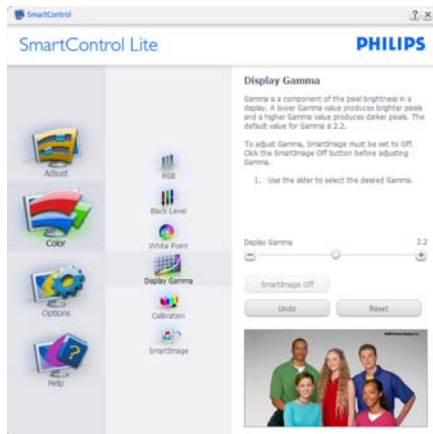 SmartControl
SmartControl Lite
PHILIPS
Adjust
Color
Options
Help
RGB
Black Level
White Point
Display Gamma
Calibration
SmartImage
Display Gamma
Gamma is a component of the pixel brightness in a
display. A lower Gamma value produces brighter pixels
and a higher Gamma value produces darker pixels. The
default value for Gamma is 2.2.
To adjust Gamma, SmartImage must be set to Off.
Click the SmartImage Off button before adjusting
Gamma.
1. Use the slider to select the desired Gamma.
Display Gamma 2.2
SmartImage Off
Undo Reset